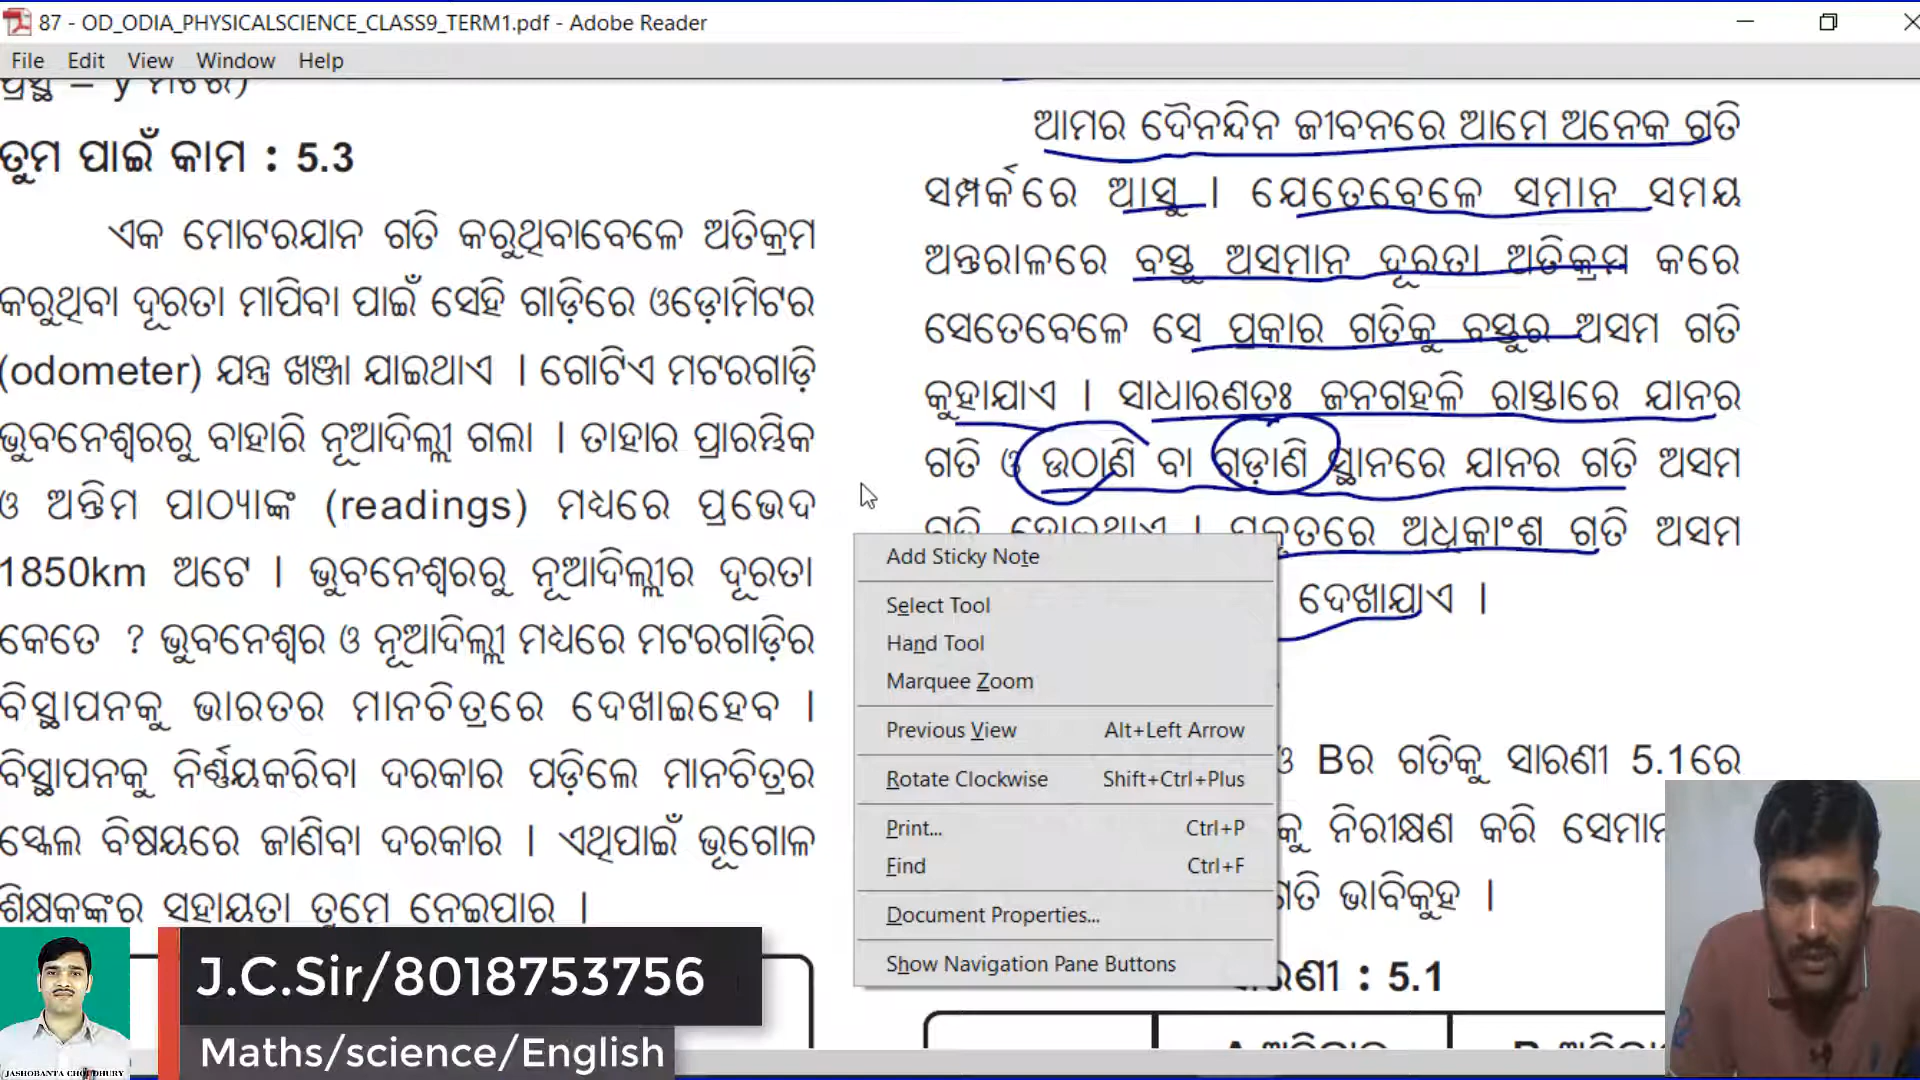 87 - OD_ODIA_PHYSICALSCIENCE_CLASS9_TERM1.pdf - Adobe Reader
File Edit View Window Help
ତୁମ ପାଇଁ କାମ : 5.3
ଏକ ମୋଟରଯାନ ଗତି କରୁଥିବାବେଳେ ଅତିକ୍ରମ
କରୁଥିବା ଦୂରତା ମାପିବା ପାଇଁ ସେହି ଗାଡ଼ିରେ ଓଡ଼ୋମିଟର
(odometer) ଯନ୍ତ୍ର ଖଞ୍ଜା ଯାଇଥାଏ । ଗୋଟିଏ ମଟରଗାଡ଼ି
ଭୁବନେଶ୍ୱରରୁ ବାହାରି ନୂଆଦିଲ୍ଲୀ ଗଲା । ତାହାର ପ୍ରାରମ୍ଭିକ
ଓ ଅନ୍ତିମ ପାଠ୍ୟାଙ୍କ (readings) ମଧ୍ୟରେ ପ୍ରଭେଦ
1850km ଅଟେ । ଭୁବନେଶ୍ୱରରୁ ନୂଆଦିଲ୍ଲୀର ଦୂରତା
କେତେ ? ଭୁବନେଶ୍ୱର ଓ ନୂଆଦିଲ୍ଲୀ ମଧ୍ୟରେ ମଟରଗାଡ଼ିର
ବିସ୍ଥାପନକୁ ଭାରତର ମାନଚିତ୍ରରେ ଦେଖାଇହେବ ।
ବିସ୍ଥାପନକୁ ନିର୍ଣ୍ଣୟକରିବା ଦରକାର ପଡ଼ିଲେ ମାନଚିତ୍ରର
ସ୍କେଲ ବିଷୟରେ ଜାଣିବା ଦରକାର । ଏଥିପାଇଁ ଭୂଗୋଳ
ଶିକ୍ଷକଙ୍କର ସହାୟତା ତୁମେ ନେଇପାର ।
ଆମର ଦୈନନ୍ଦିନ ଜୀବନରେ ଆମେ ଅନେକ ଗତି
ସମ୍ପର୍କରେ ଆସୁ । ଯେତେବେଳେ ସମାନ ସମୟ
ଅନ୍ତରାଳରେ ବସ୍ତୁ ଅସମାନ ଦୂରତା ଅତିକ୍ରମ କରେ
ସେତେବେଳେ ସେ ପ୍ରକାର ଗତିକୁ ବସ୍ତୁର ଅସମ ଗତି
କୁହାଯାଏ । ସାଧାରଣତଃ ଜନଗହଳି ରାସ୍ତାରେ ଯାନର
ଗତି ଓ ଉଠାଣି ବା ଗଡ଼ାଣି ସ୍ଥାନରେ ଯାନର ଗତି ଅସମ
ଅଧିକାଂଶ ଗତି ଅସମ
ଦେଖାଯାଏ ।
ଓ Bର ଗତିକୁ ସାରଣୀ 5.1ରେ
ନିରୀକ୍ଷଣ କରି
ଭାବିକୁହ ।
: 5.1
Add Sticky Note
Select Tool
Hand Tool
Marquee Zoom
Previous View Alt+Left Arrow
Rotate Clockwise Shift+Ctrl+Plus
Print... Ctrl+P
Find Ctrl+F
Document Properties...
Show Navigation Pane Buttons
J.C.Sir/8018753756
Maths/science/English
JASHOBANTA CHOUDHURY